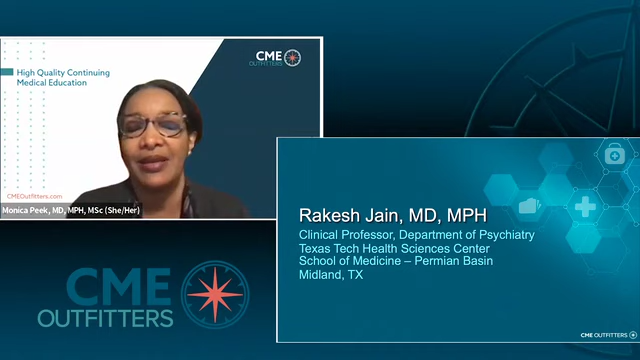 CME
OUTFITTERS
High Quality Continuing
Medical Education
CMEOutfitters.com
Monica Peek, MD, MPH, MSc (She/Her)
Rakesh Jain, MD, MPH
Clinical Professor, Department of Psychiatry
Texas Tech Health Sciences Center
School of Medicine – Permian Basin
Midland, TX
CME OUTFITTERS
CME
OUTFITTERS